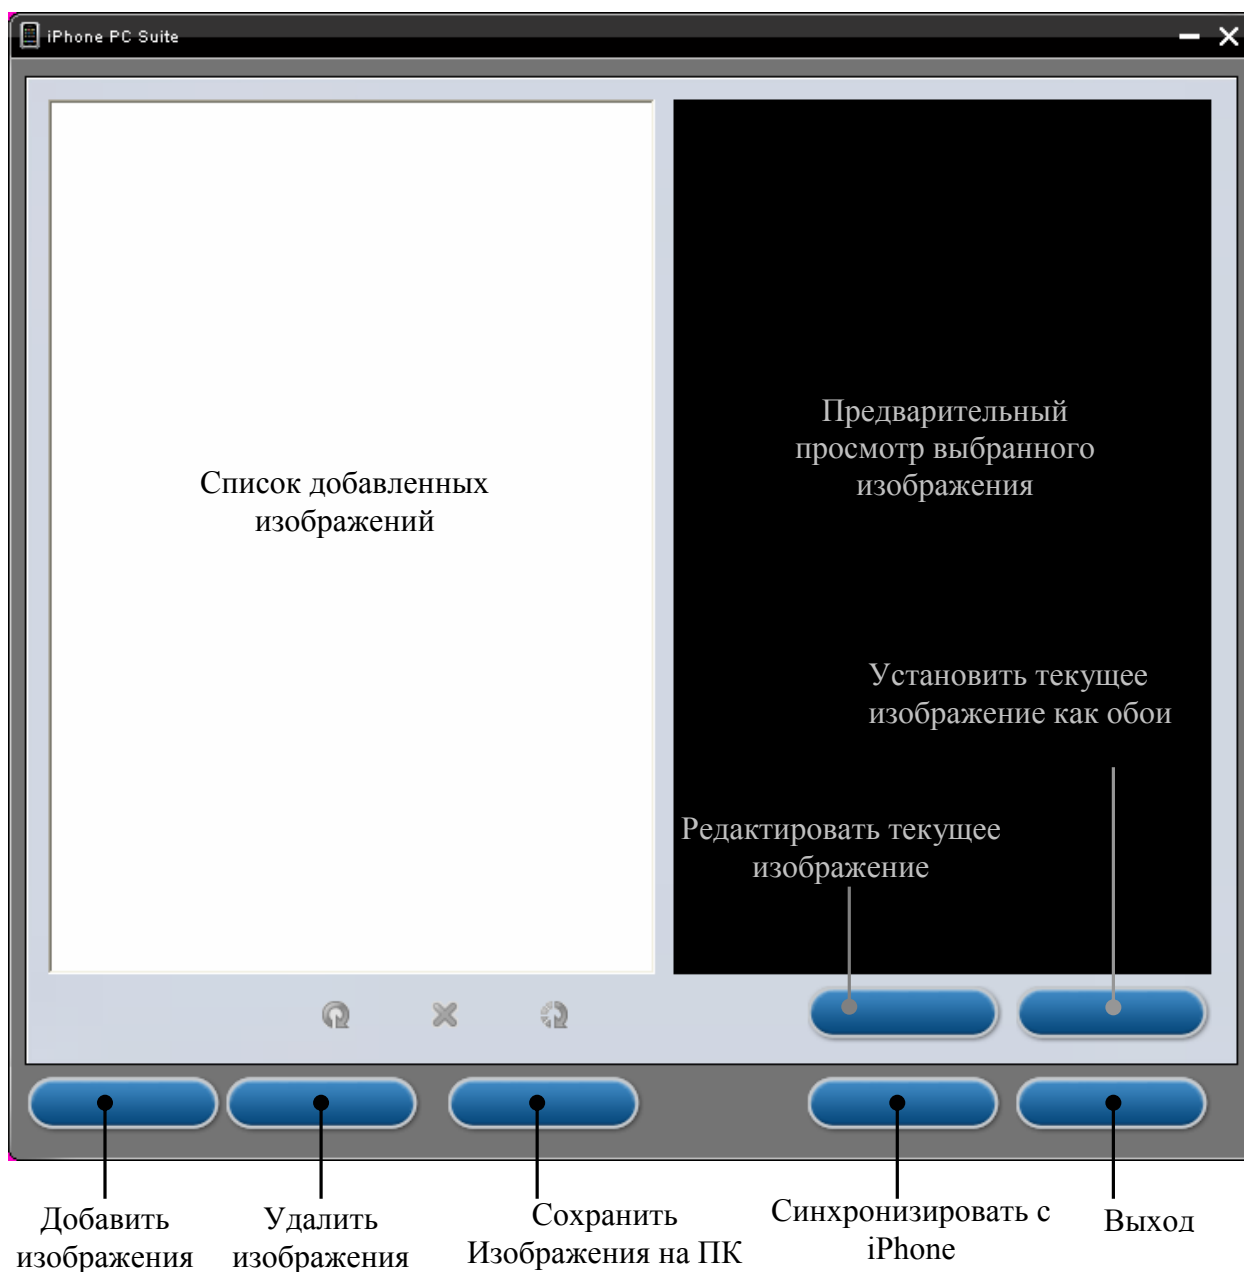 iPhone PC Suite
Список добавленных
изображений
Предварительный
просмотр выбранного
изображения
Установить текущее
изображение как обои
Редактировать текущее
изображение
Добавить
изображения
Удалить
изображения
Сохранить
Изображения на ПК
Синхронизировать с
iPhone
Выход